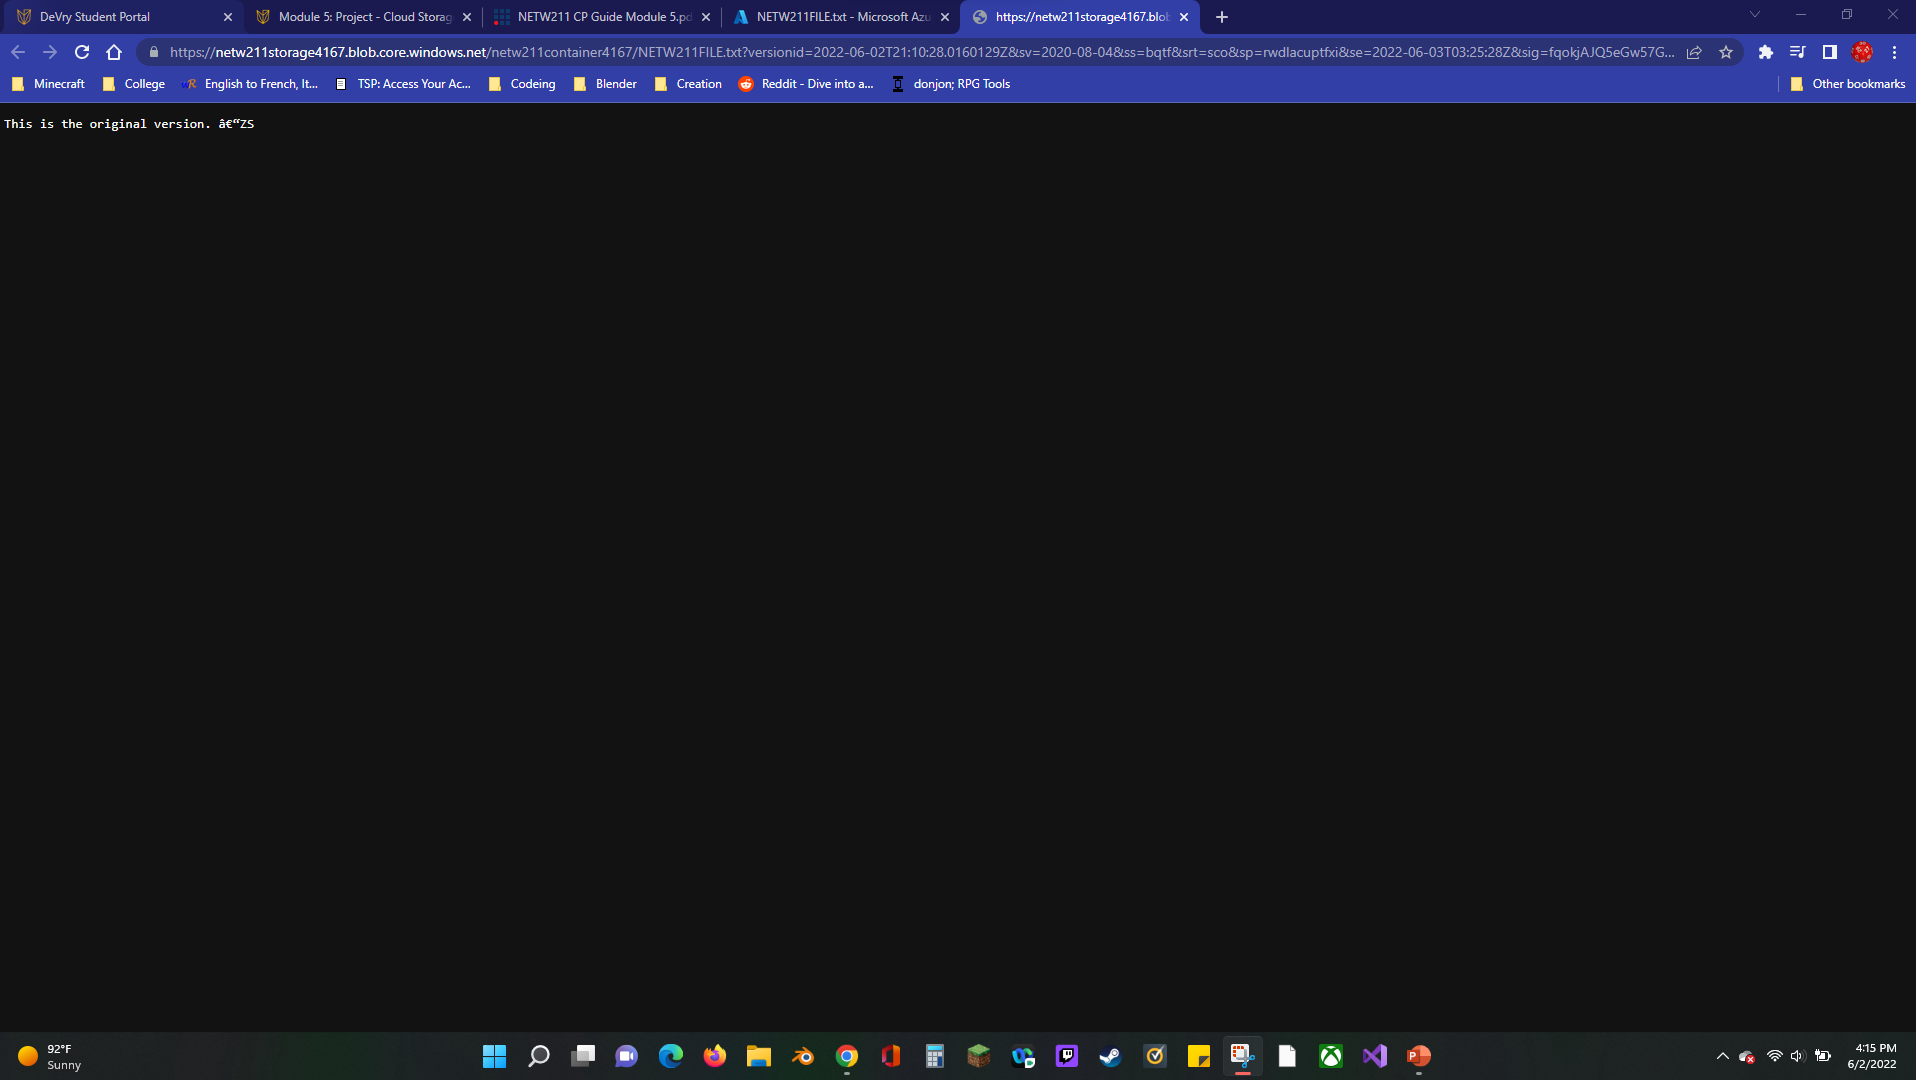 DeVry Student Portal
Module 5: Project - Cloud Storag
NETW211 CP Guide Module 5.pd
NETW211FILE.txt - Microsoft Azu
https://netw211storage4167.blob
https://netw211storage4167.blob.core.windows.net/netw211container4167/NETW211FILE.txt?versionid=2022-06-02T21:10:28.0160129Z&sv=2020-08-04&ss=bqtf&srt=sco&sp=rwdlacuptfxi&se=2022-06-03T03:25:28Z&sig=fqokjAJQ5eGw57G...
Minecraft
College
English to French, It...
TSP: Access Your Ac...
Codeing
Blender
Creation
Reddit - Dive into a...
donjon; RPG Tools
Other bookmarks
This is the original version. â€“ZS
92°F
Sunny
4:15 PM
6/2/2022